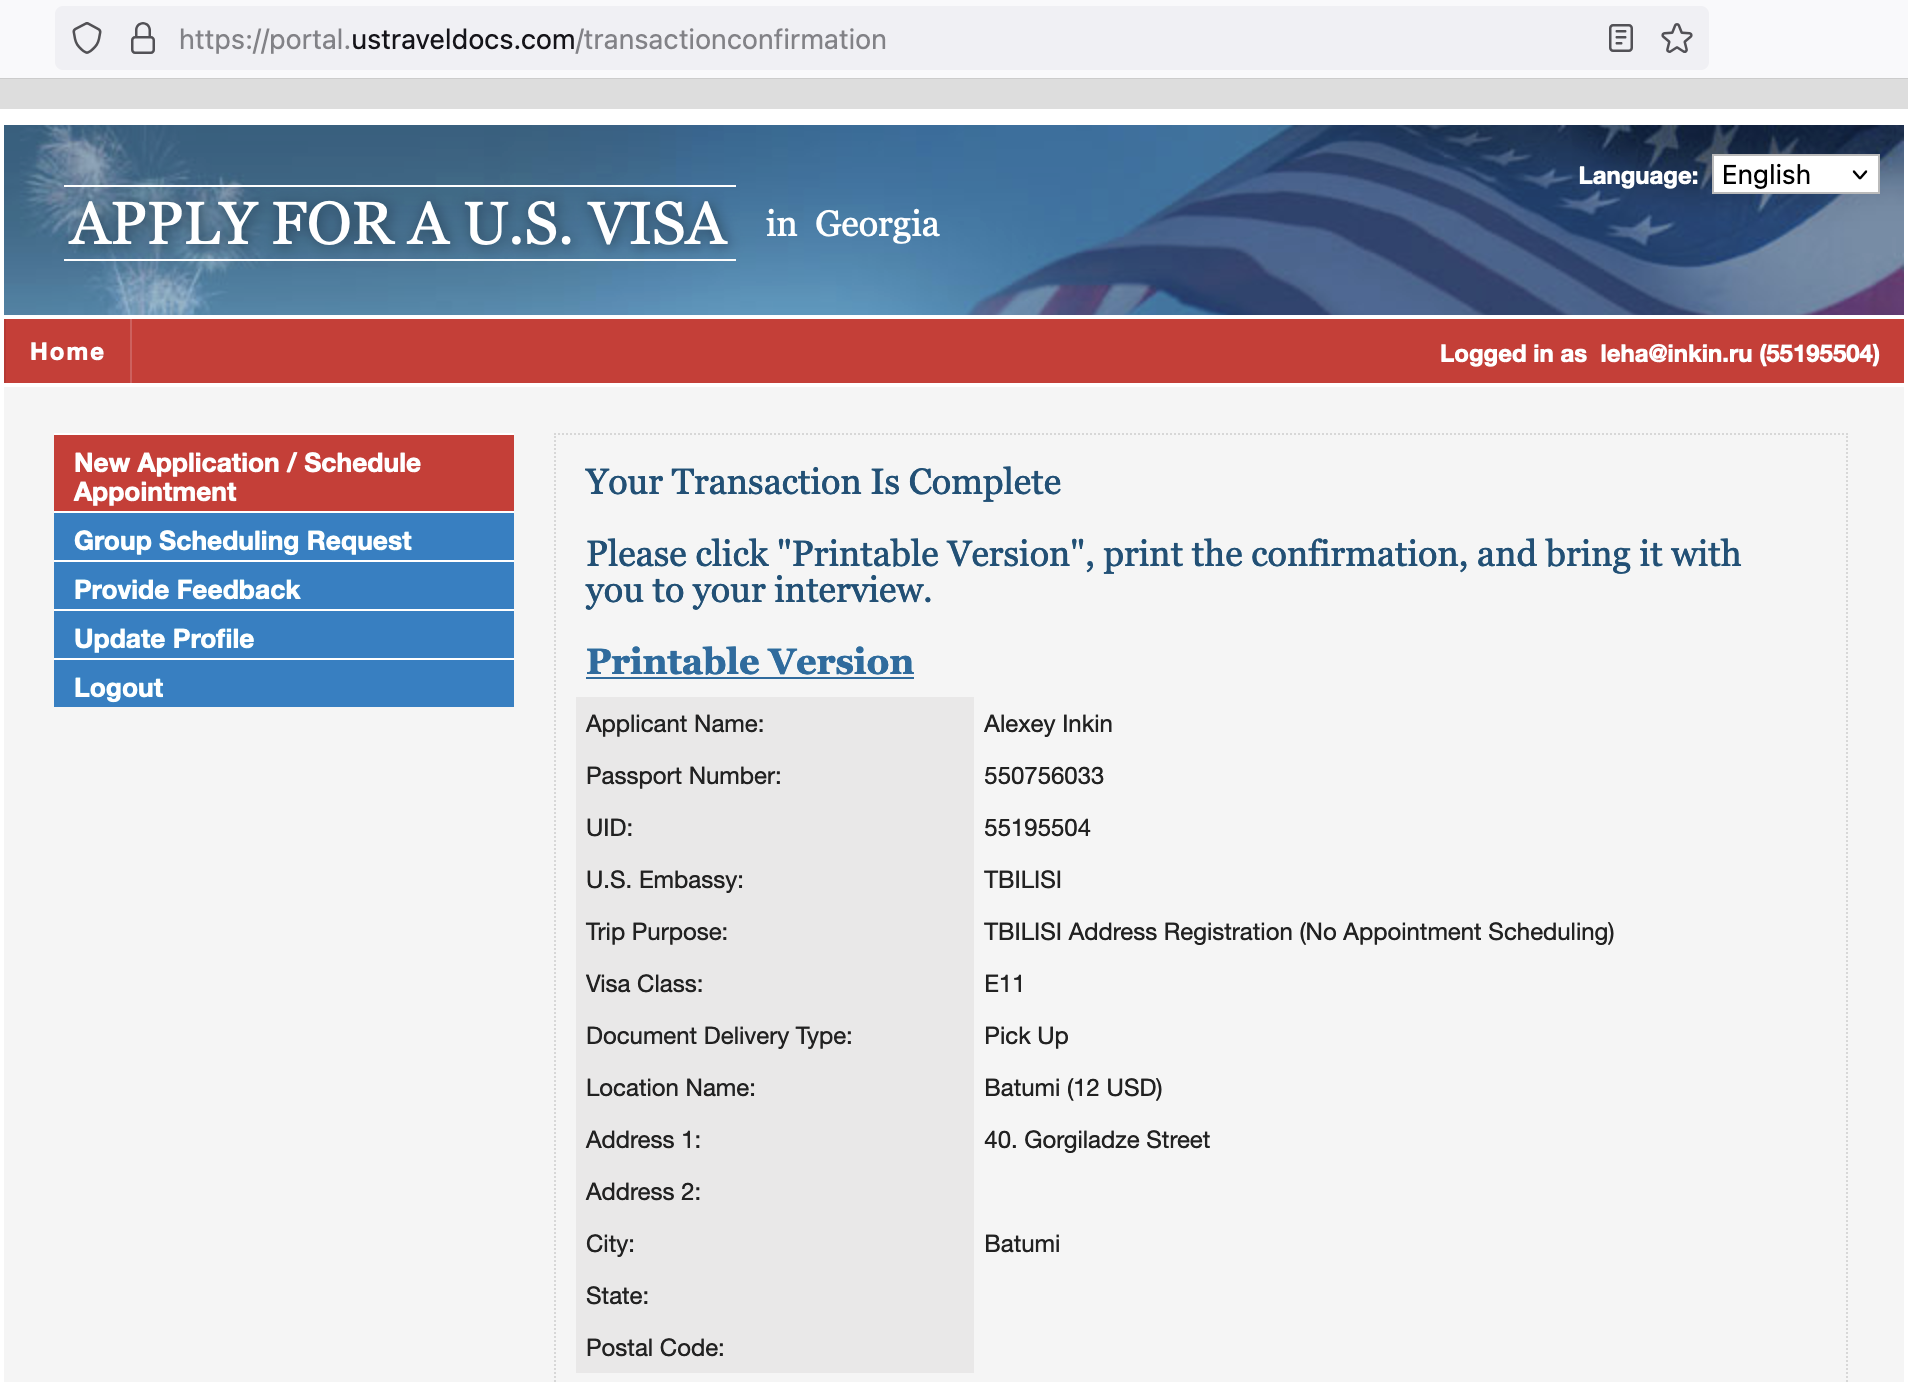 https://portal.ustraveldocs.com/transactionconfirmation
Language: English
APPLY FOR A U.S. VISA in Georgia
Home
Logged in as leha@inkin.ru (55195504)
New Application / Schedule
Appointment
Group Scheduling Request
Provide Feedback
Update Profile
Logout
Your Transaction Is Complete
Please click "Printable Version", print the confirmation, and bring it with
you to your interview.
Printable Version
Applicant Name: Alexey Inkin
Passport Number: 550756033
UID: 55195504
U.S. Embassy: TBILISI
Trip Purpose: TBILISI Address Registration (No Appointment Scheduling)
Visa Class: E11
Document Delivery Type: Pick Up
Location Name: Batumi (12 USD)
Address 1: 40. Gorgiladze Street
Address 2:
City: Batumi
State:
Postal Code: